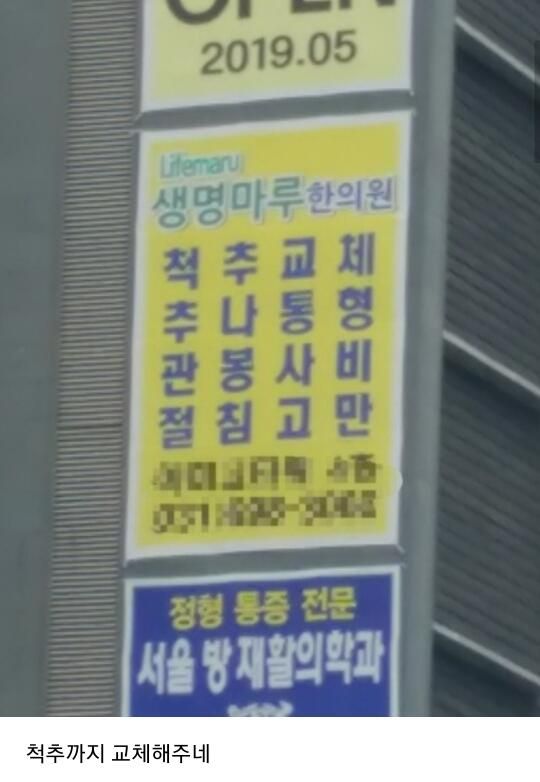 OPEN
2019.05
Lifemaru
생명마루한의원
척 추 교 체
추 나 통 형
관 봉 사 비
절 침 고 만
정형 통증 전문
서울 방 재활의학과
척추까지 교체해주네